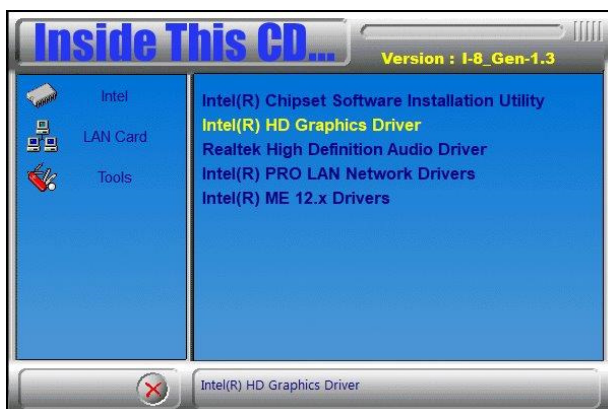 Inside This CD...
Version : I-8_Gen-1.3
Intel
LAN Card
Tools
Intel(R) Chipset Software Installation Utility
Intel(R) HD Graphics Driver
Realtek High Definition Audio Driver
Intel(R) PRO LAN Network Drivers
Intel(R) ME 12.x Drivers
Intel(R) HD Graphics Driver